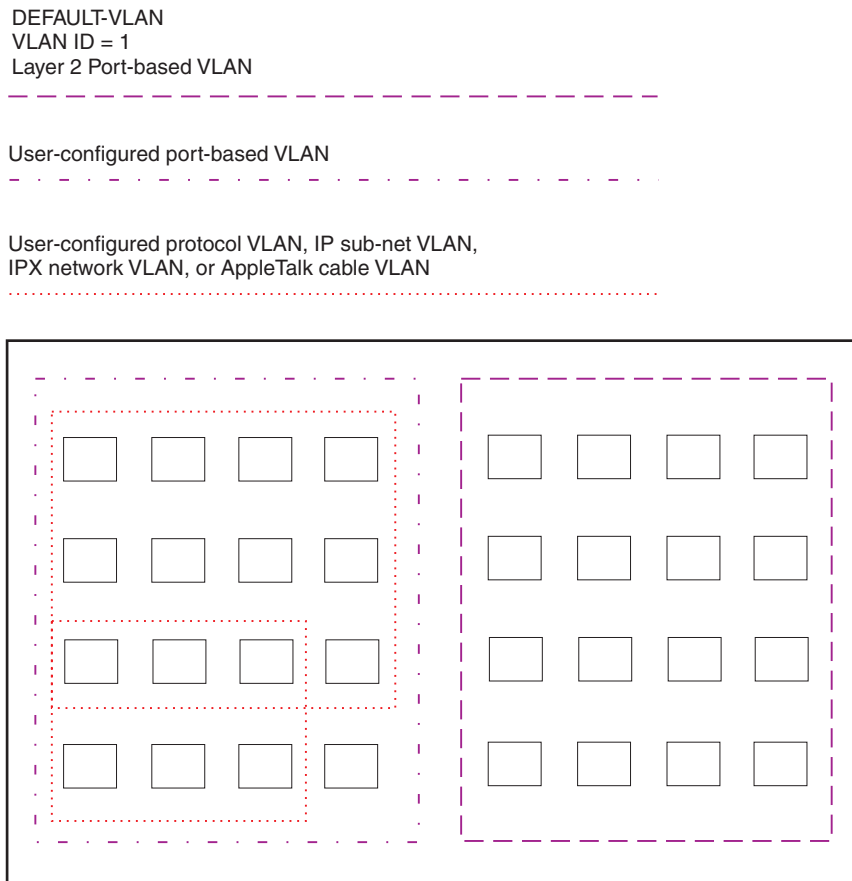 DEFAULT-VLAN
VLAN ID = 1
Layer 2 Port-based VLAN
User-configured port-based VLAN
User-configured protocol VLAN, IP sub-net VLAN,
IPX network VLAN, or AppleTalk cable VLAN